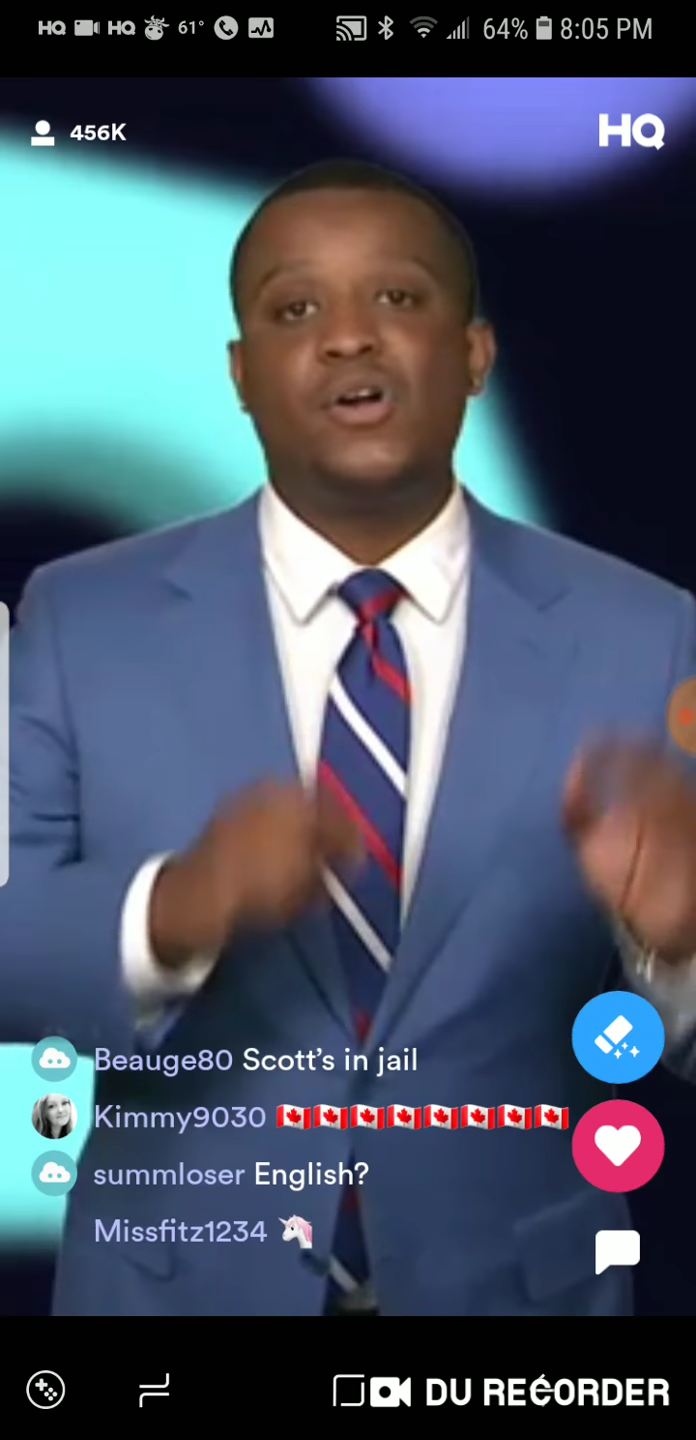 HQ HQ 61° 64% 8:05 PM
456K HQ
Beauge80 Scott's in jail
Kimmy9030
summloser English?
Missfitz1234
DU RECORDER